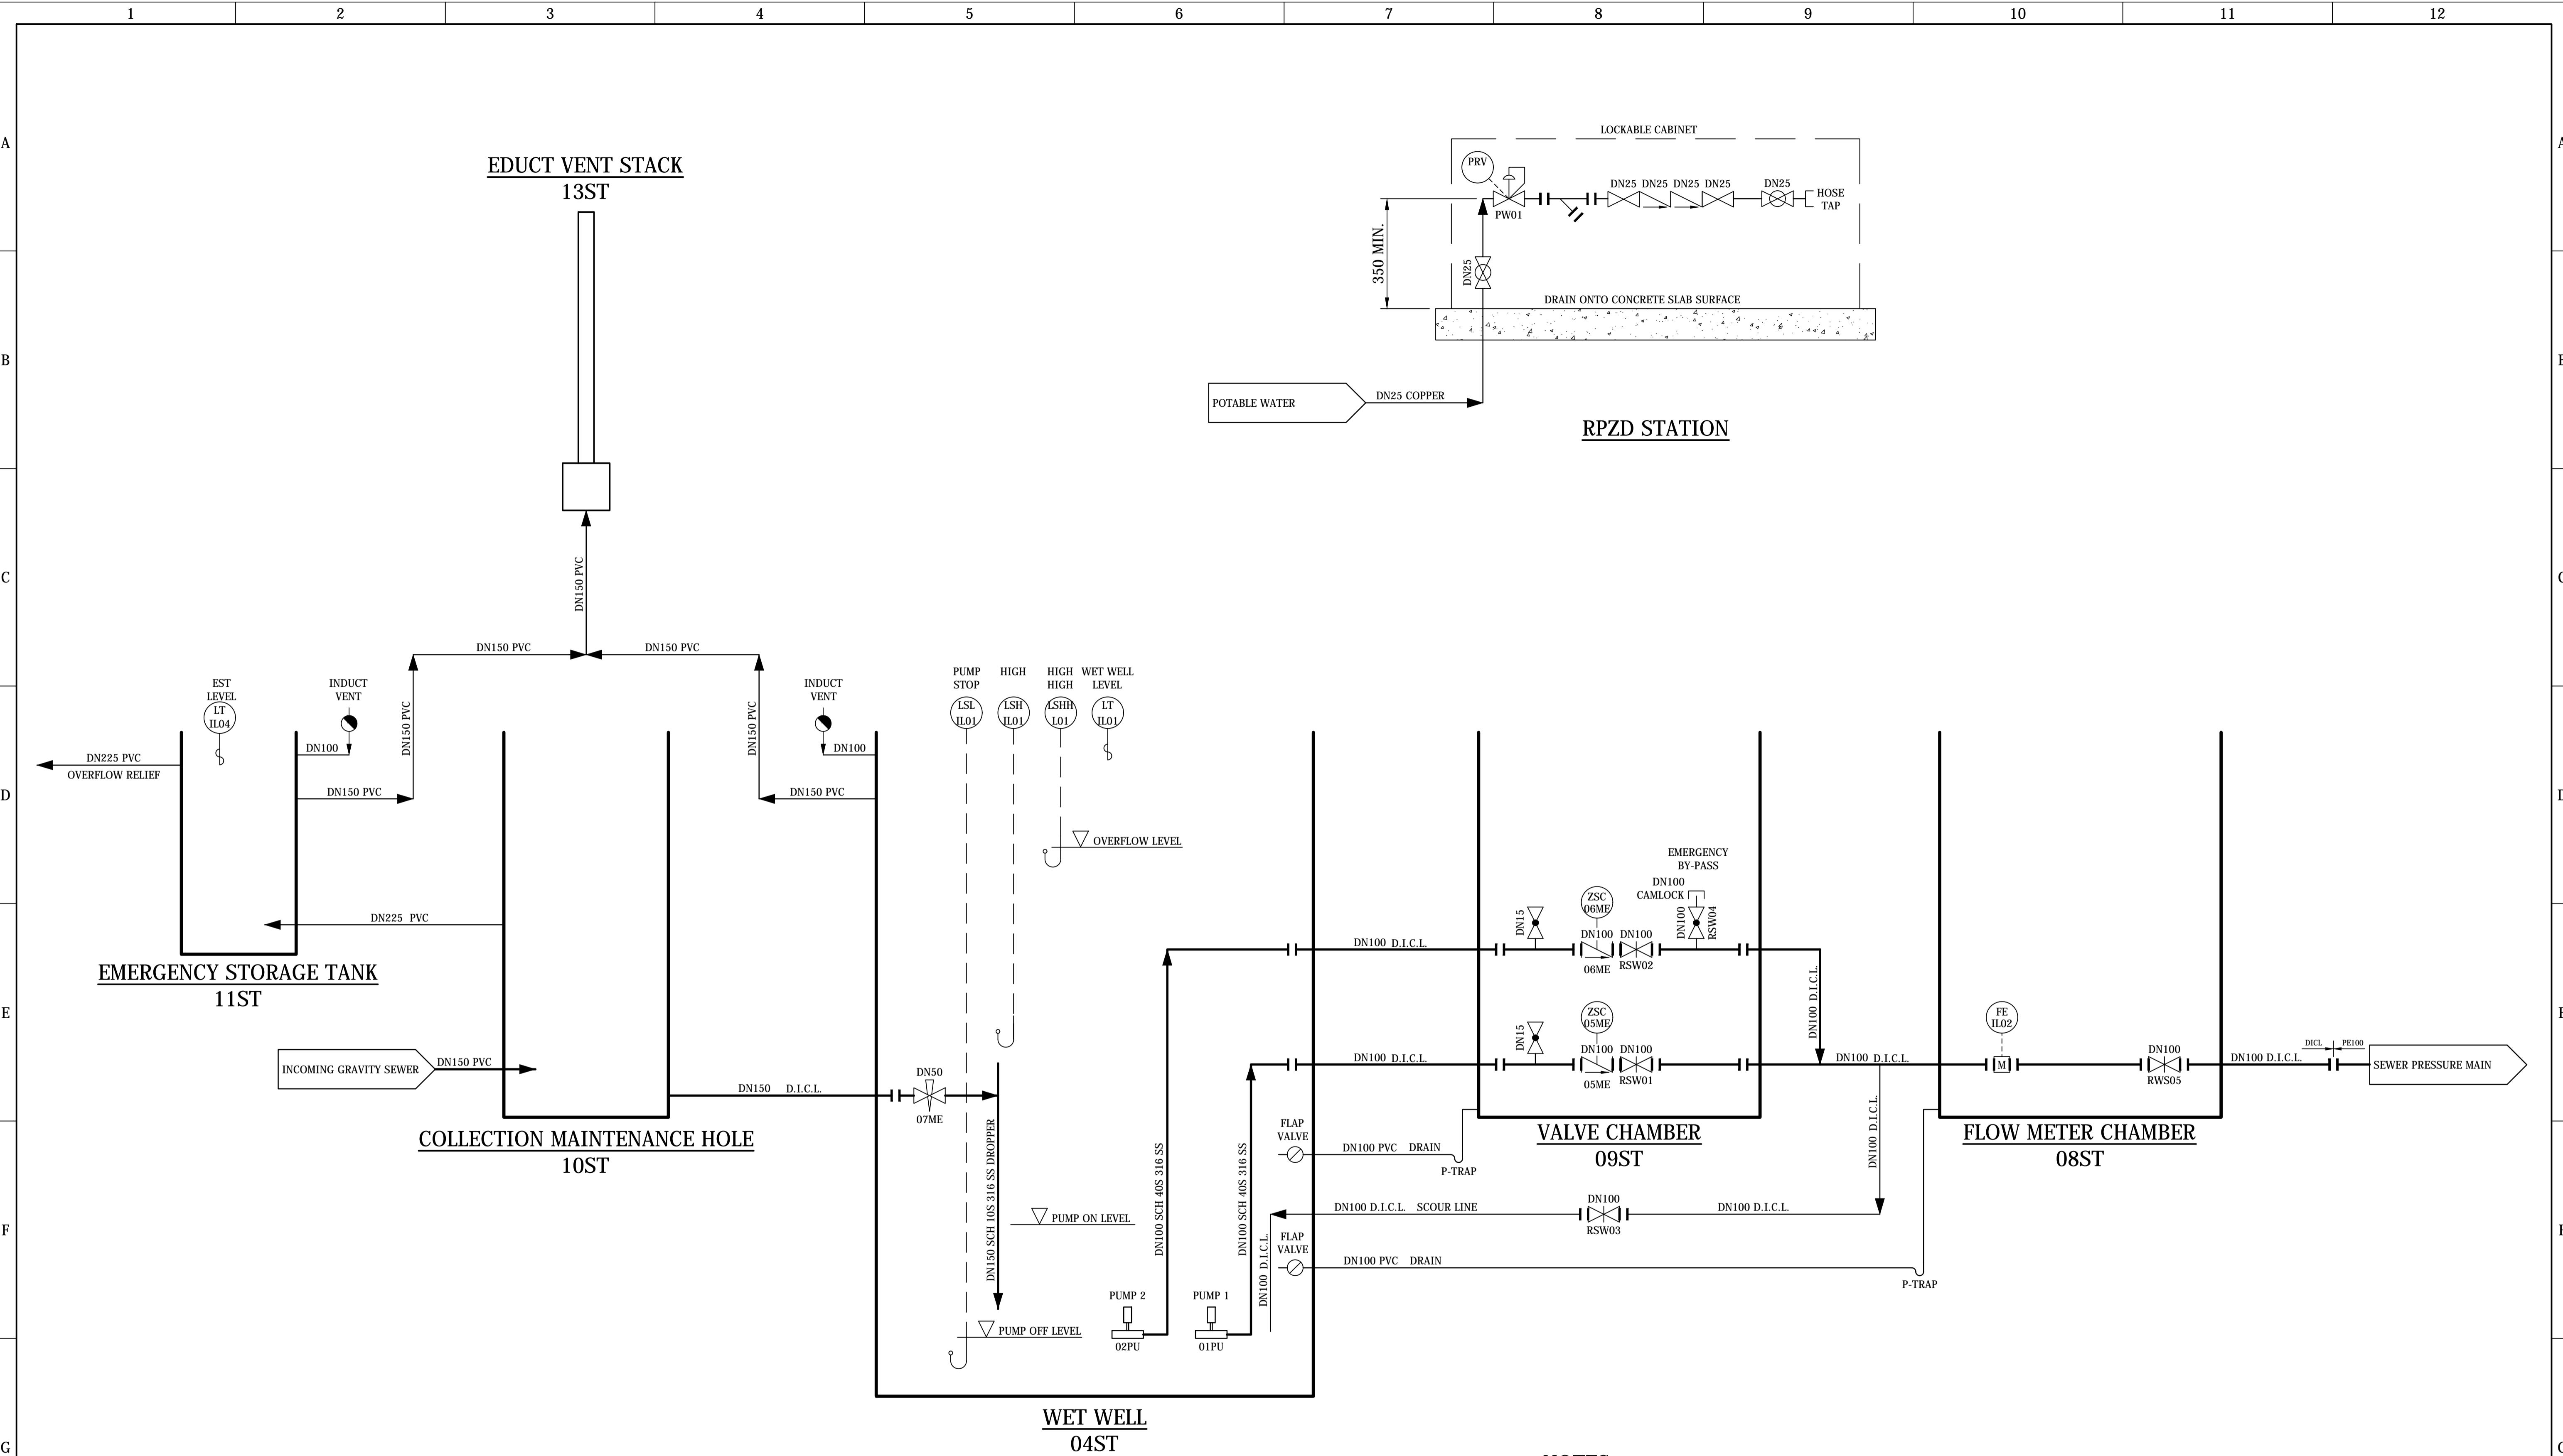 1 2 3 4 5 6 7 8 9 10 11 12
A
B
C
D
E
F
G
A
EDUCT VENT STACK
13ST
DN150 PVC
DN150 PVC
DN150 PVC
DN150 PVC
DN150 PVC
LOCKABLE CABINET
PRV
PW01
DN25 DN25 DN25 DN25
DN25
HOSE
TAP
350 MIN.
DN25
DRAIN ONTO CONCRETE SLAB SURFACE
POTABLE WATER
DN25 COPPER
RPZD STATION
EST
LEVEL
LT
IL04
INDUCT
VENT
DN100
DN225 PVC
OVERFLOW RELIEF
DN150 PVC
DN225 PVC
EMERGENCY STORAGE TANK
11ST
INCOMING GRAVITY SEWER
DN150 PVC
COLLECTION MAINTENANCE HOLE
10ST
INDUCT
VENT
DN100
DN150 PVC
DN150 D.I.C.L.
DN50
07ME
PUMP
STOP
LSL
IL01
HIGH
LSH
IL01
HIGH
HIGH
LSHH
L01
WET WELL
LEVEL
LT
IL01
OVERFLOW LEVEL
DN150 SCH 10S 316 SS DROPPER
PUMP ON LEVEL
PUMP OFF LEVEL
PUMP 2
02PU
DN100 SCH 40S 316 SS
PUMP 1
01PU
DN100 SCH 40S 316 SS
DN100 D.I.C.L.
WET WELL
04ST
DN100 D.I.C.L.
DN15
ZSC
06ME
DN100 DN100
06ME
RSW02
EMERGENCY
BY-PASS
DN100
CAMLOCK
DN100
RSW04
DN100 D.I.C.L.
DN100 D.I.C.L.
DN15
ZSC
05ME
DN100 DN100
05ME
RSW01
DN100 D.I.C.L.
FLAP
VALVE
DN100 PVC DRAIN
P-TRAP
VALVE CHAMBER
09ST
DN100 D.I.C.L.
DN100 D.I.C.L. SCOUR LINE
DN100
RSW03
DN100 D.I.C.L.
FLAP
VALVE
DN100 PVC DRAIN
P-TRAP
FE
IL02
M
DN100
RWS05
DN100 D.I.C.L.
DICL PE100
SEWER PRESSURE MAIN
FLOW METER CHAMBER
08ST